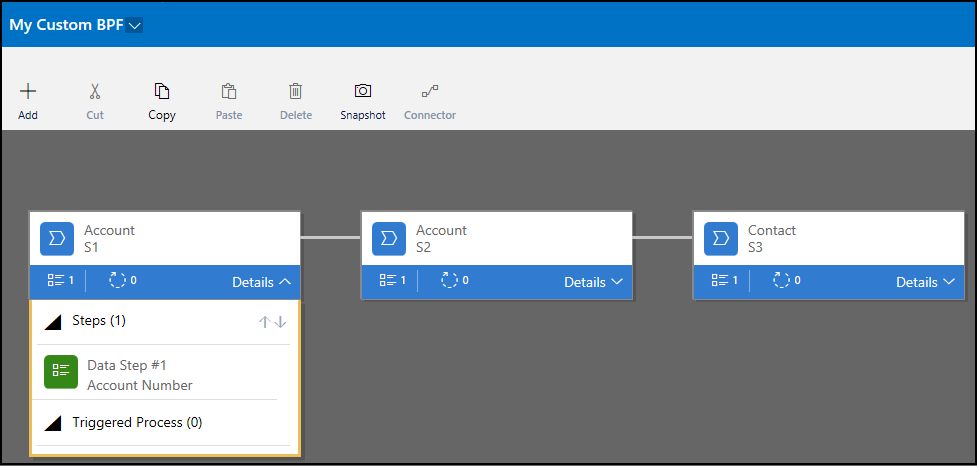 My Custom BPF
Add Cut Copy Paste Delete Snapshot Connector
Account
S1
1 0 Details
Steps (1)
Data Step #1
Account Number
Triggered Process (0)
Account
S2
1 0 Details
Contact
S3
1 0 Details